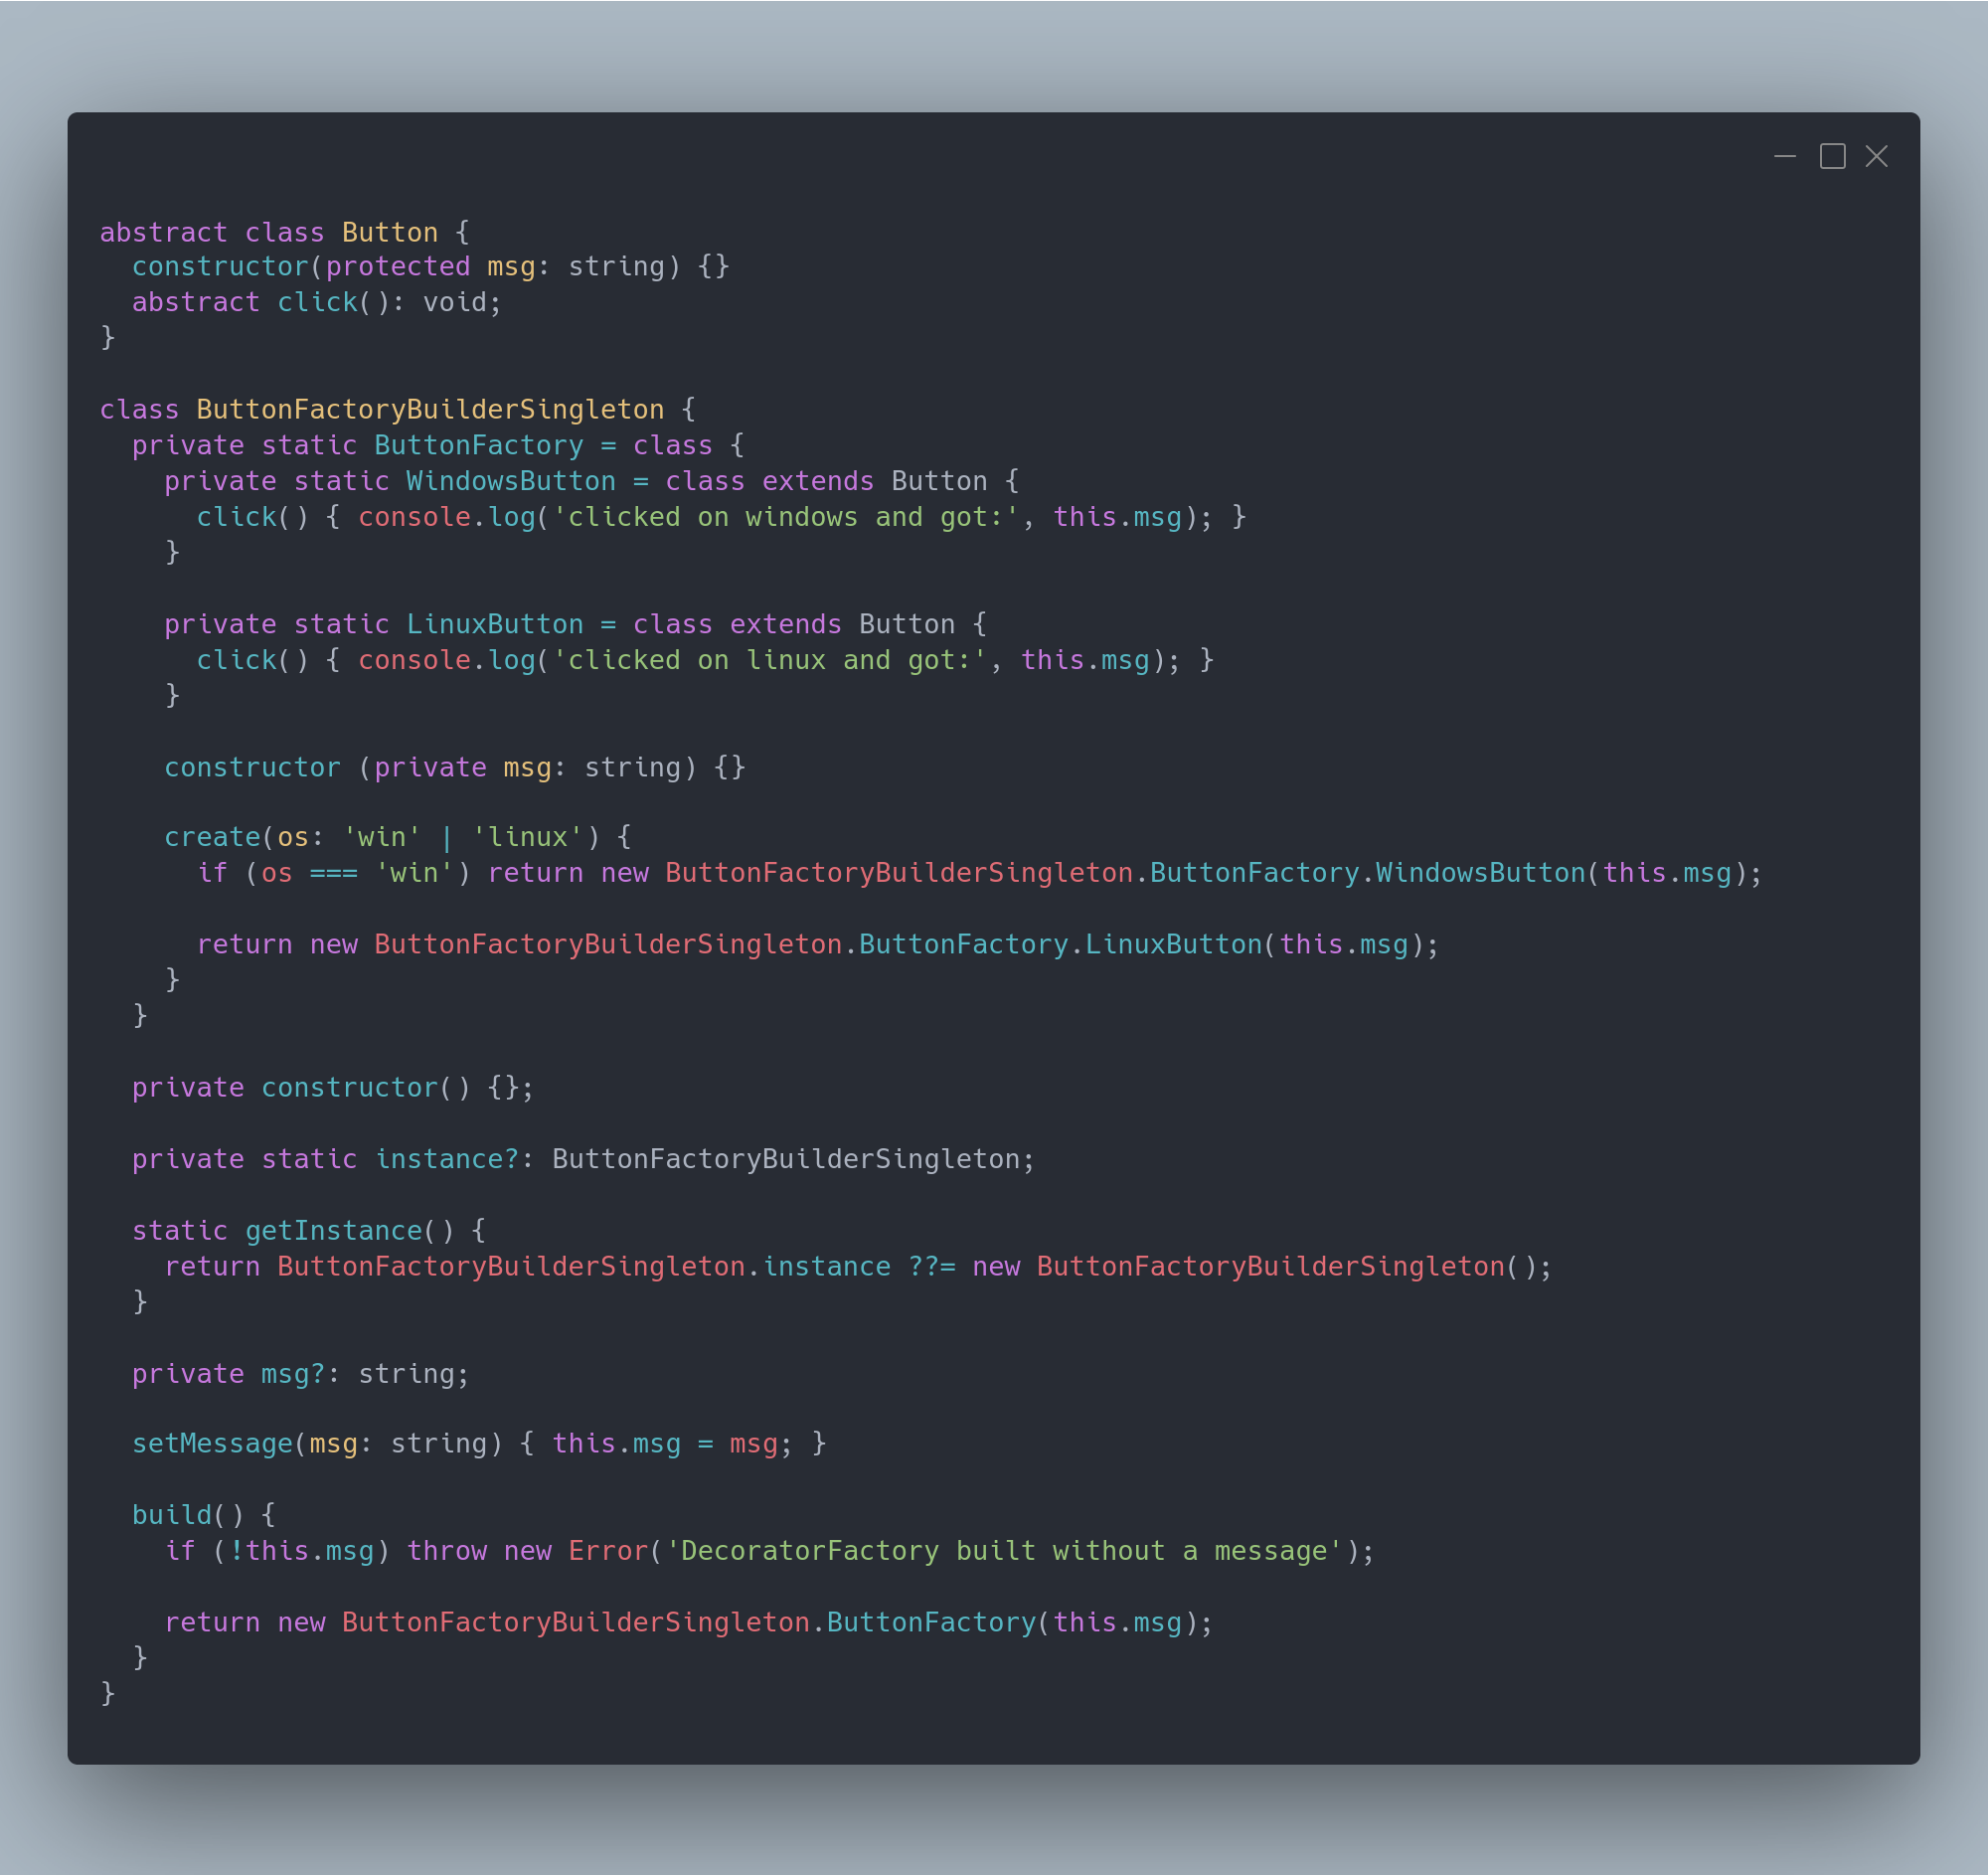 abstract class Button {
  constructor(protected msg: string) {}
  abstract click(): void;
}

class ButtonFactoryBuilderSingleton {
  private static ButtonFactory = class {
    private static WindowsButton = class extends Button {
      click() { console.log('clicked on windows and got:', this.msg); }
    }

    private static LinuxButton = class extends Button {
      click() { console.log('clicked on linux and got:', this.msg); }
    }

    constructor (private msg: string) {}

    create(os: 'win' | 'linux') {
      if (os === 'win') return new ButtonFactoryBuilderSingleton.ButtonFactory.WindowsButton(this.msg);

      return new ButtonFactoryBuilderSingleton.ButtonFactory.LinuxButton(this.msg);
    }
  }

  private constructor() {};

  private static instance?: ButtonFactoryBuilderSingleton;

  static getInstance() {
    return ButtonFactoryBuilderSingleton.instance ??= new ButtonFactoryBuilderSingleton();
  }

  private msg?: string;

  setMessage(msg: string) { this.msg = msg; }

  build() {
    if (!this.msg) throw new Error('DecoratorFactory built without a message');

    return new ButtonFactoryBuilderSingleton.ButtonFactory(this.msg);
  }
}